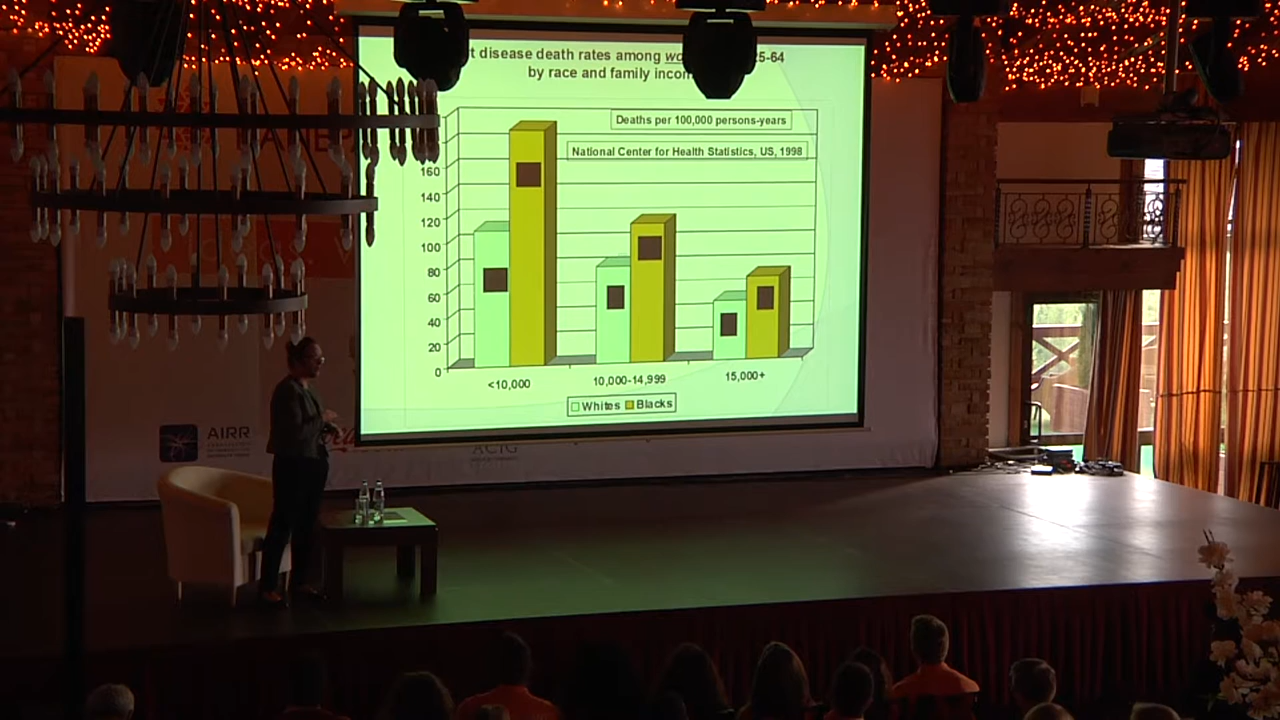 t disease death rates among wo 25-64
by race and family incom
Deaths per 100,000 persons-years
National Center for Health Statistics, US, 1998
160
140
120
100
80
60
40
20
0
<10,000
10,000-14,999
15,000+
Whites
Blacks
AIRR
ACIG